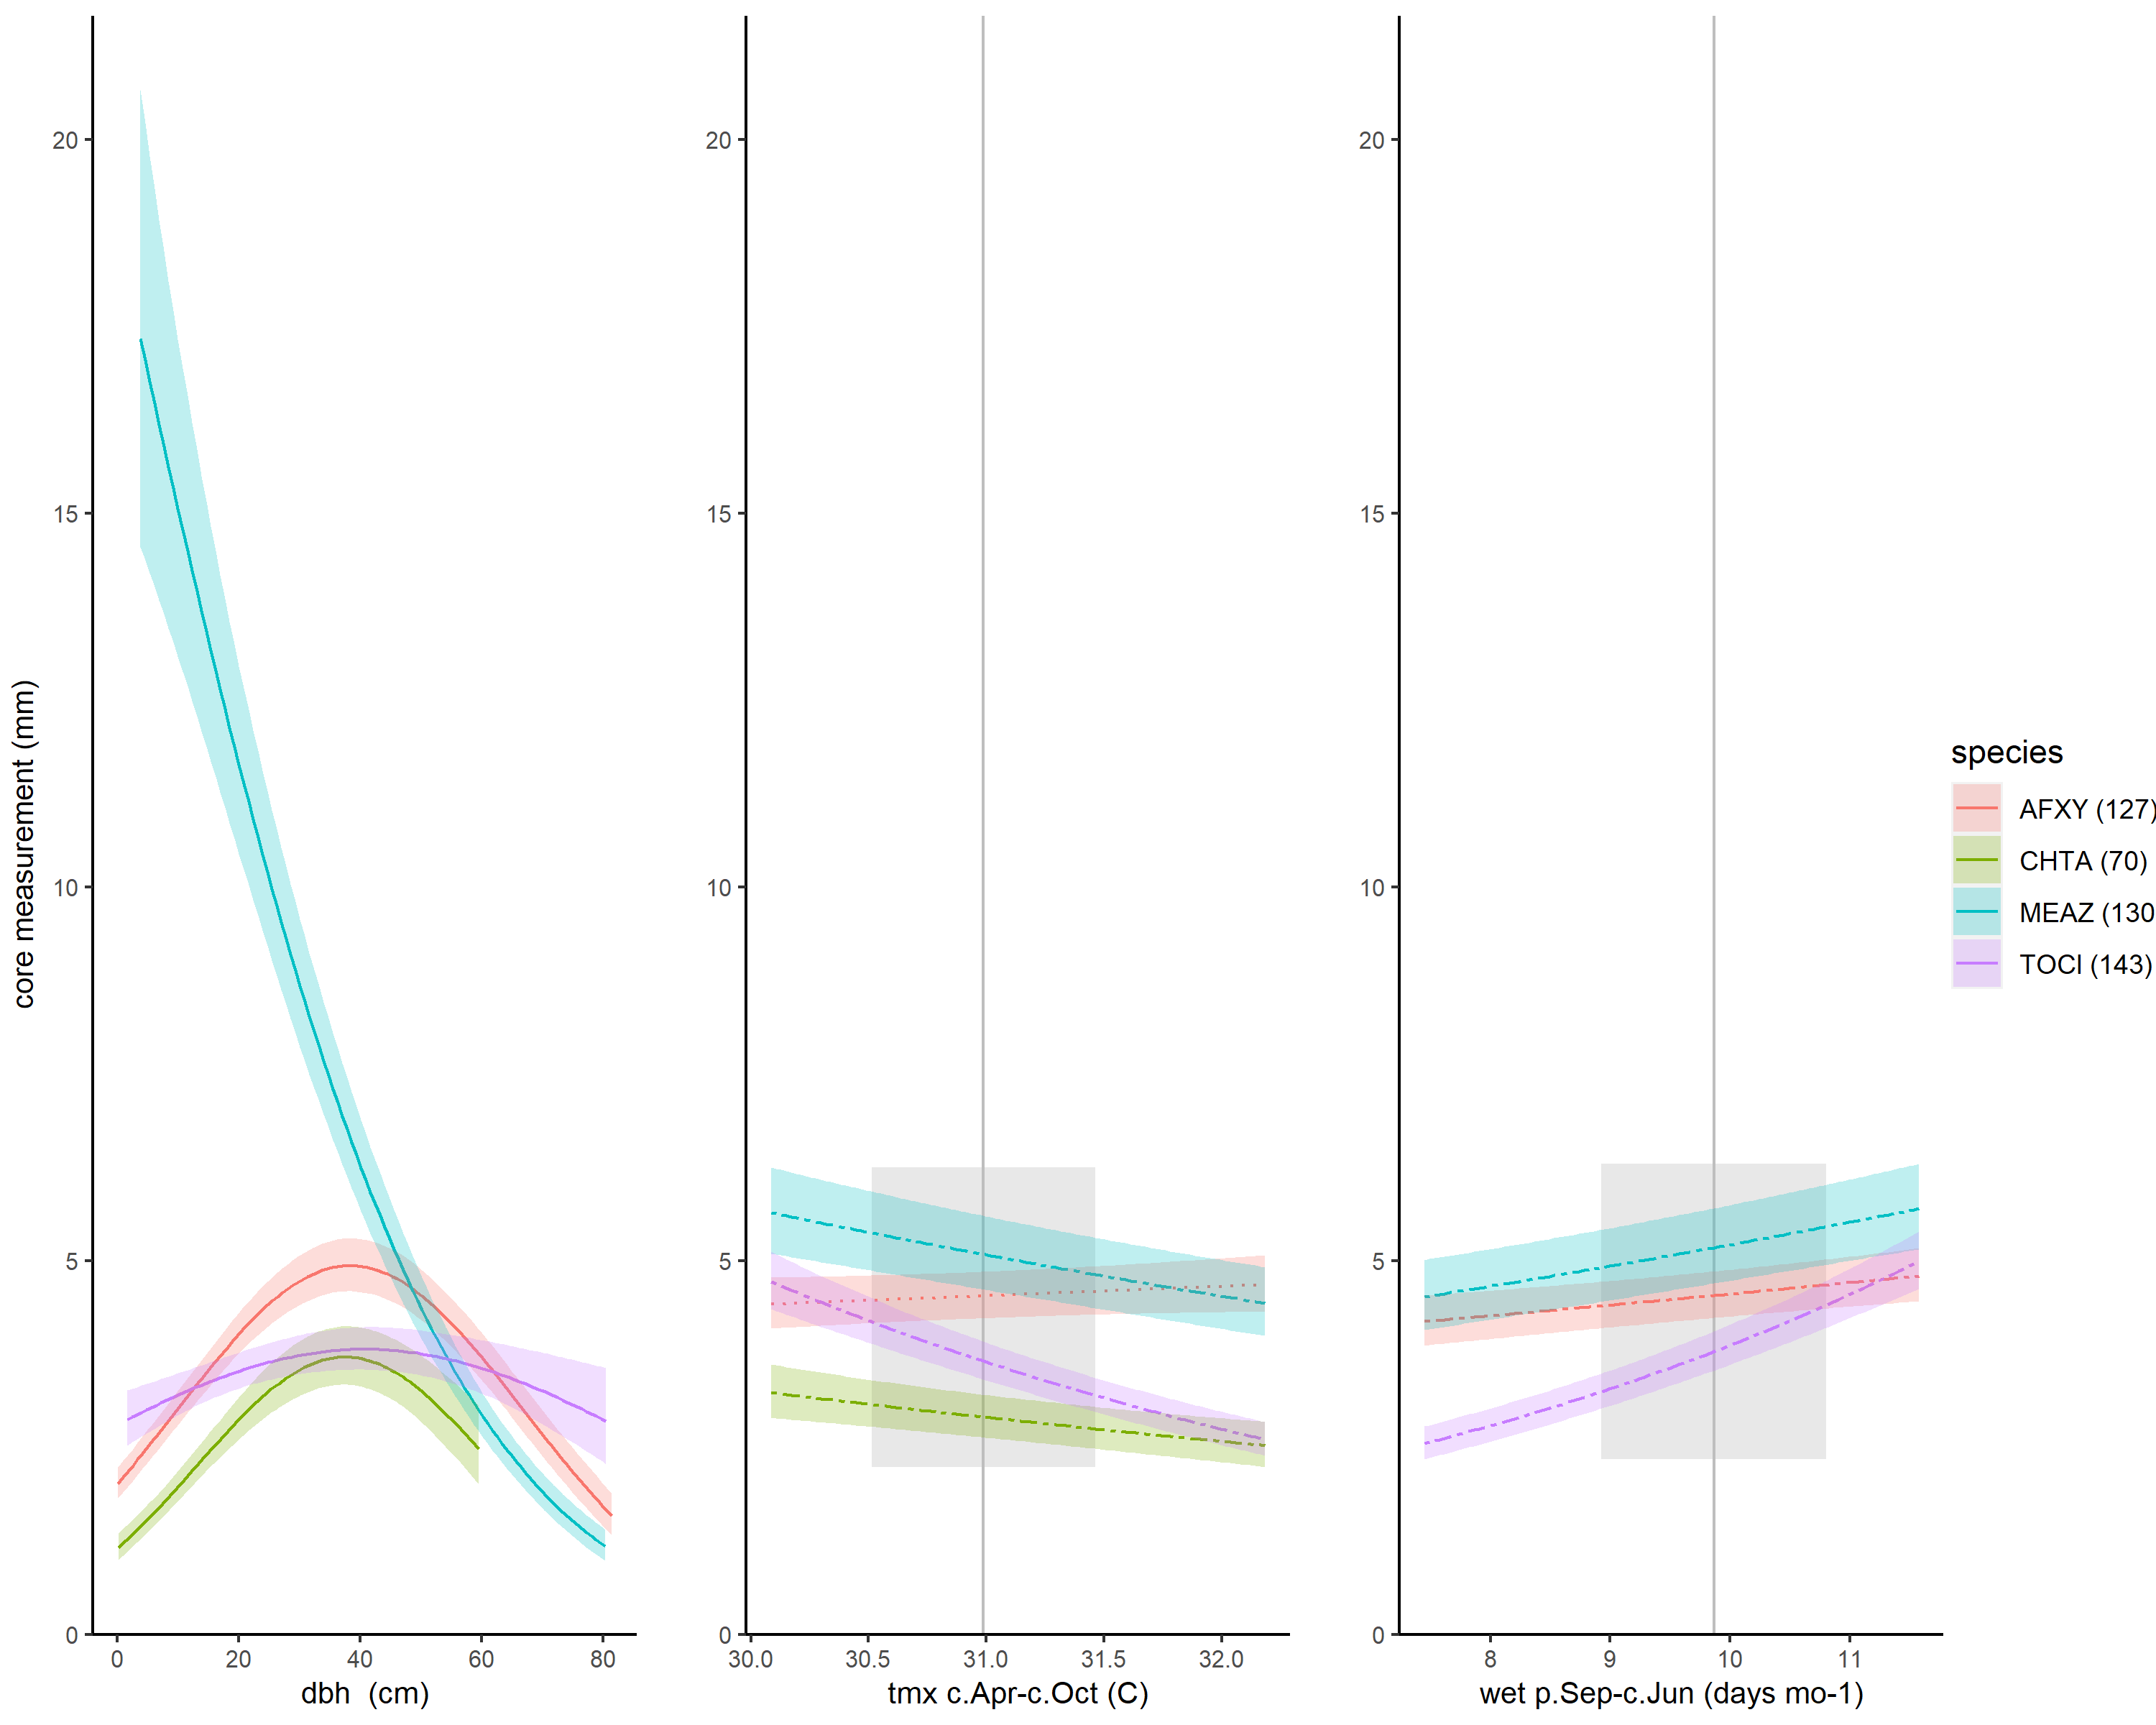 core measurement (mm)
20
15
10
5
0
0 20 40 60 80
dbh (cm)
20
15
10
5
0
30.0 30.5 31.0 31.5 32.0
tmx c.Apr-c.Oct (C)
20
15
10
5
0
8 9 10 11
wet p.Sep-c.Jun (days mo-1)
species
AFXY (127)
CHTA (70)
MEAZ (130
TOCI (143)